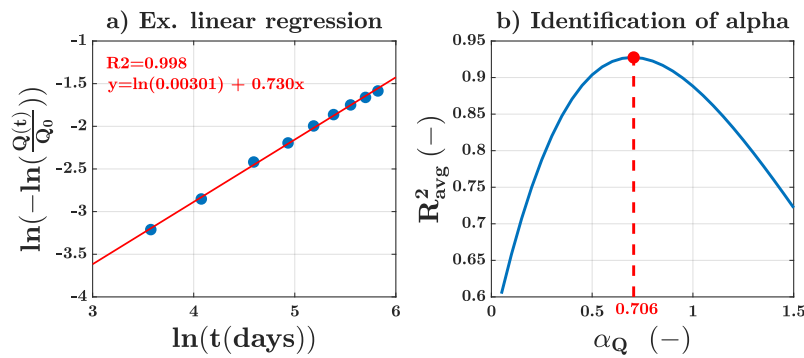 a) Ex. linear regression
R2=0.998
y=ln(0.00301) + 0.730x
-1
-1.5
-2
-2.5
-3
-3.5
-4
3 4 5 6
ln(−ln(Q(t)/Q0))
ln(t(days))
b) Identification of alpha
0.95
0.9
0.85
0.8
0.75
0.7
0.65
0.6
0 0.5 0.706 1 1.5
R²avg (−)
αQ (−)